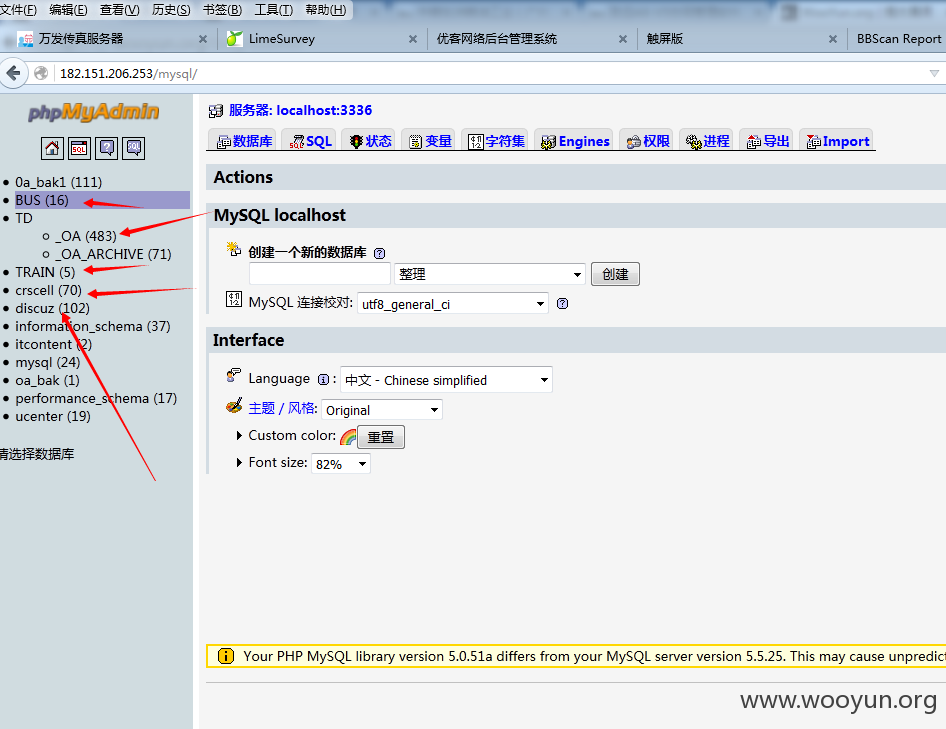 文件(F) 编辑(E) 查看(V) 历史(S) 书签(B) 工具(T) 帮助(H)
万发传真服务器 × LimeSurvey × 优客网络后台管理系统 × 触屏版 × BBScan Report
182.151.206.253/mysql/
phpMyAdmin
SQL ? SQL
0a_bak1 (111)
BUS (16)
TD
_OA (483)
_OA_ARCHIVE (71)
TRAIN (5)
crscell (70)
discuz (102)
information_schema (37)
itcontent (2)
mysql (24)
oa_bak (1)
performance_schema (17)
ucenter (19)
请选择数据库
服务器: localhost:3336
数据库 SQL 状态 变量 字符集 Engines 权限 进程 导出 Import
Actions
MySQL localhost
创建一个新的数据库
整理 创建
MySQL 连接校对: utf8_general_ci
Interface
Language : 中文 - Chinese simplified
主题 / 风格: Original
Custom color: 重置
Font size: 82%
Your PHP MySQL library version 5.0.51a differs from your MySQL server version 5.5.25. This may cause unpredict
www.wooyun.org